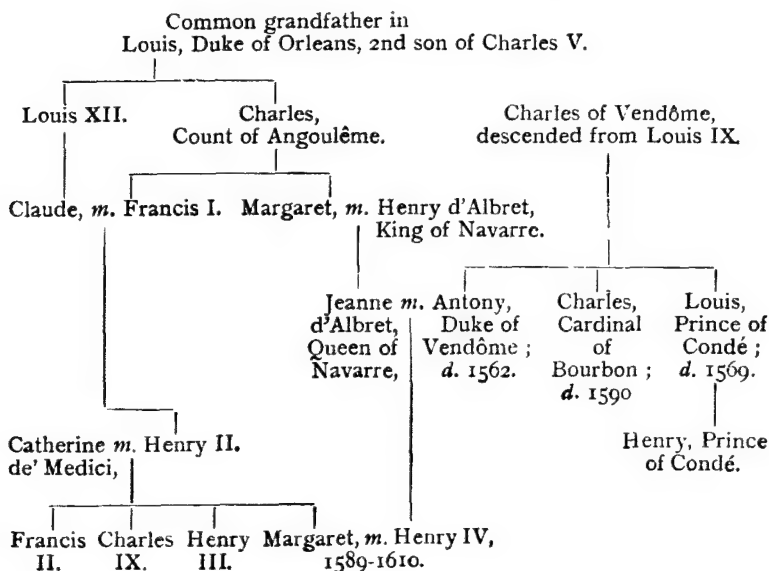 Common grandfather in
Louis, Duke of Orleans, 2nd son of Charles V.
Louis XII.
Charles,
Count of Angoulême.
Charles of Vendôme,
descended from Louis IX.
Claude, m. Francis I.
Margaret, m. Henry d'Albret,
King of Navarre.
Jeanne m. Antony,
d'Albret, Duke of
Queen of Vendôme ;
Navarre, d. 1562.
Charles,
Cardinal
of
Bourbon ;
d. 1590
Louis,
Prince of
Condé ;
d. 1569.
Henry, Prince
of Condé.
Catherine m. Henry II.
de' Medici,
Francis
II.
Charles
IX.
Henry
III.
Margaret, m. Henry IV,
1589-1610.